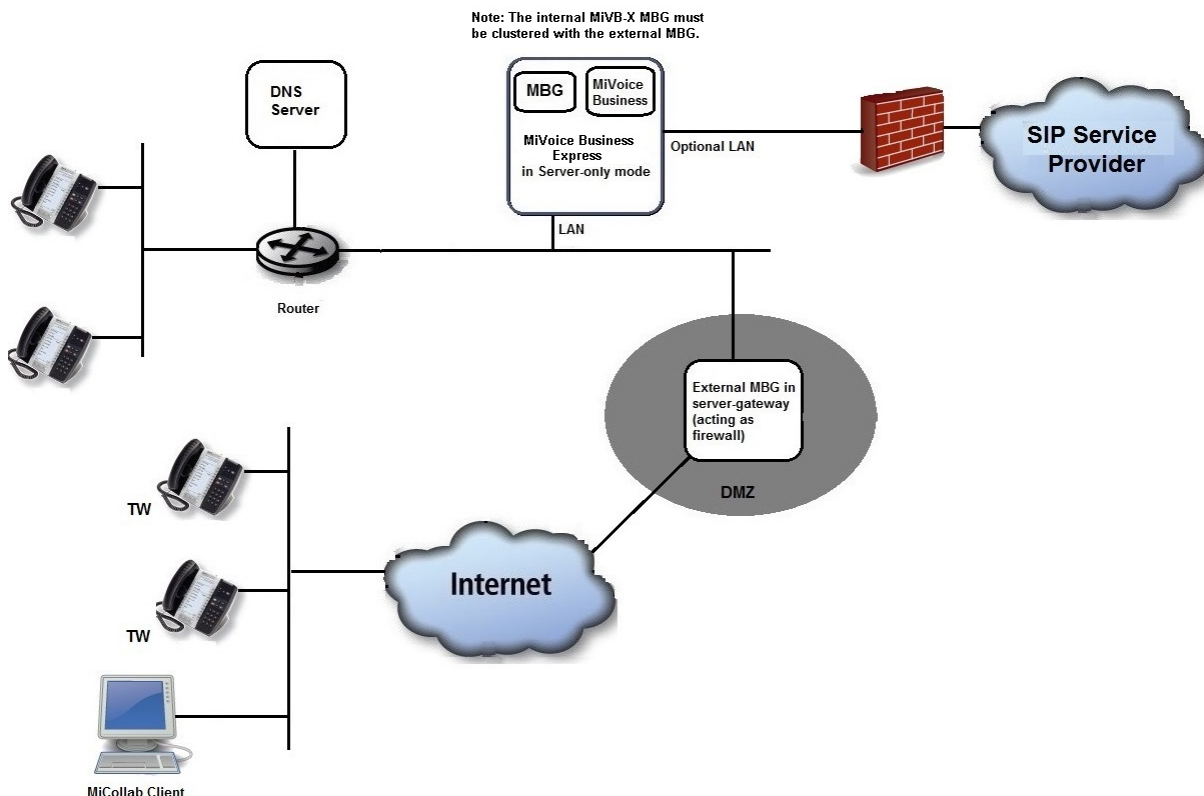 Note: The internal MiVB-X MBG must
be clustered with the external MBG.
DNS
Server
MBG
MiVoice
Business
MiVoice Business
Express
in Server-only mode
Optional LAN
SIP Service
Provider
LAN
Router
External MBG in
server-gateway
(acting as
firewall)
DMZ
TW
Internet
TW
MiCollab Client